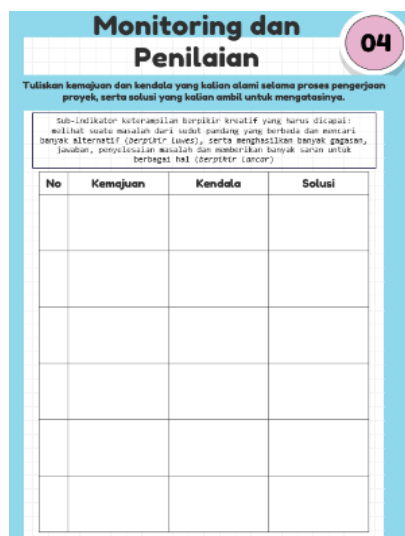 Monitoring dan
Penilaian
04
Tuliskan kemajuan dan kendala yang kalian alami selama proses pengerjaan
proyek, serta solusi yang kalian ambil untuk mengatasinya.
Sub-indikator keterampilan berpikir kreatif yang harus dicapai:
melihat suatu masalah dari sudut pandang yang berbeda dan mencari
banyak alternatif (berpikir luwes), serta menghasilkan banyak gagasan,
jawaban, penyelesaian masalah dan memberikan banyak saran untuk
berbagai hal (berpikir lancar)
No Kemajuan Kendala Solusi